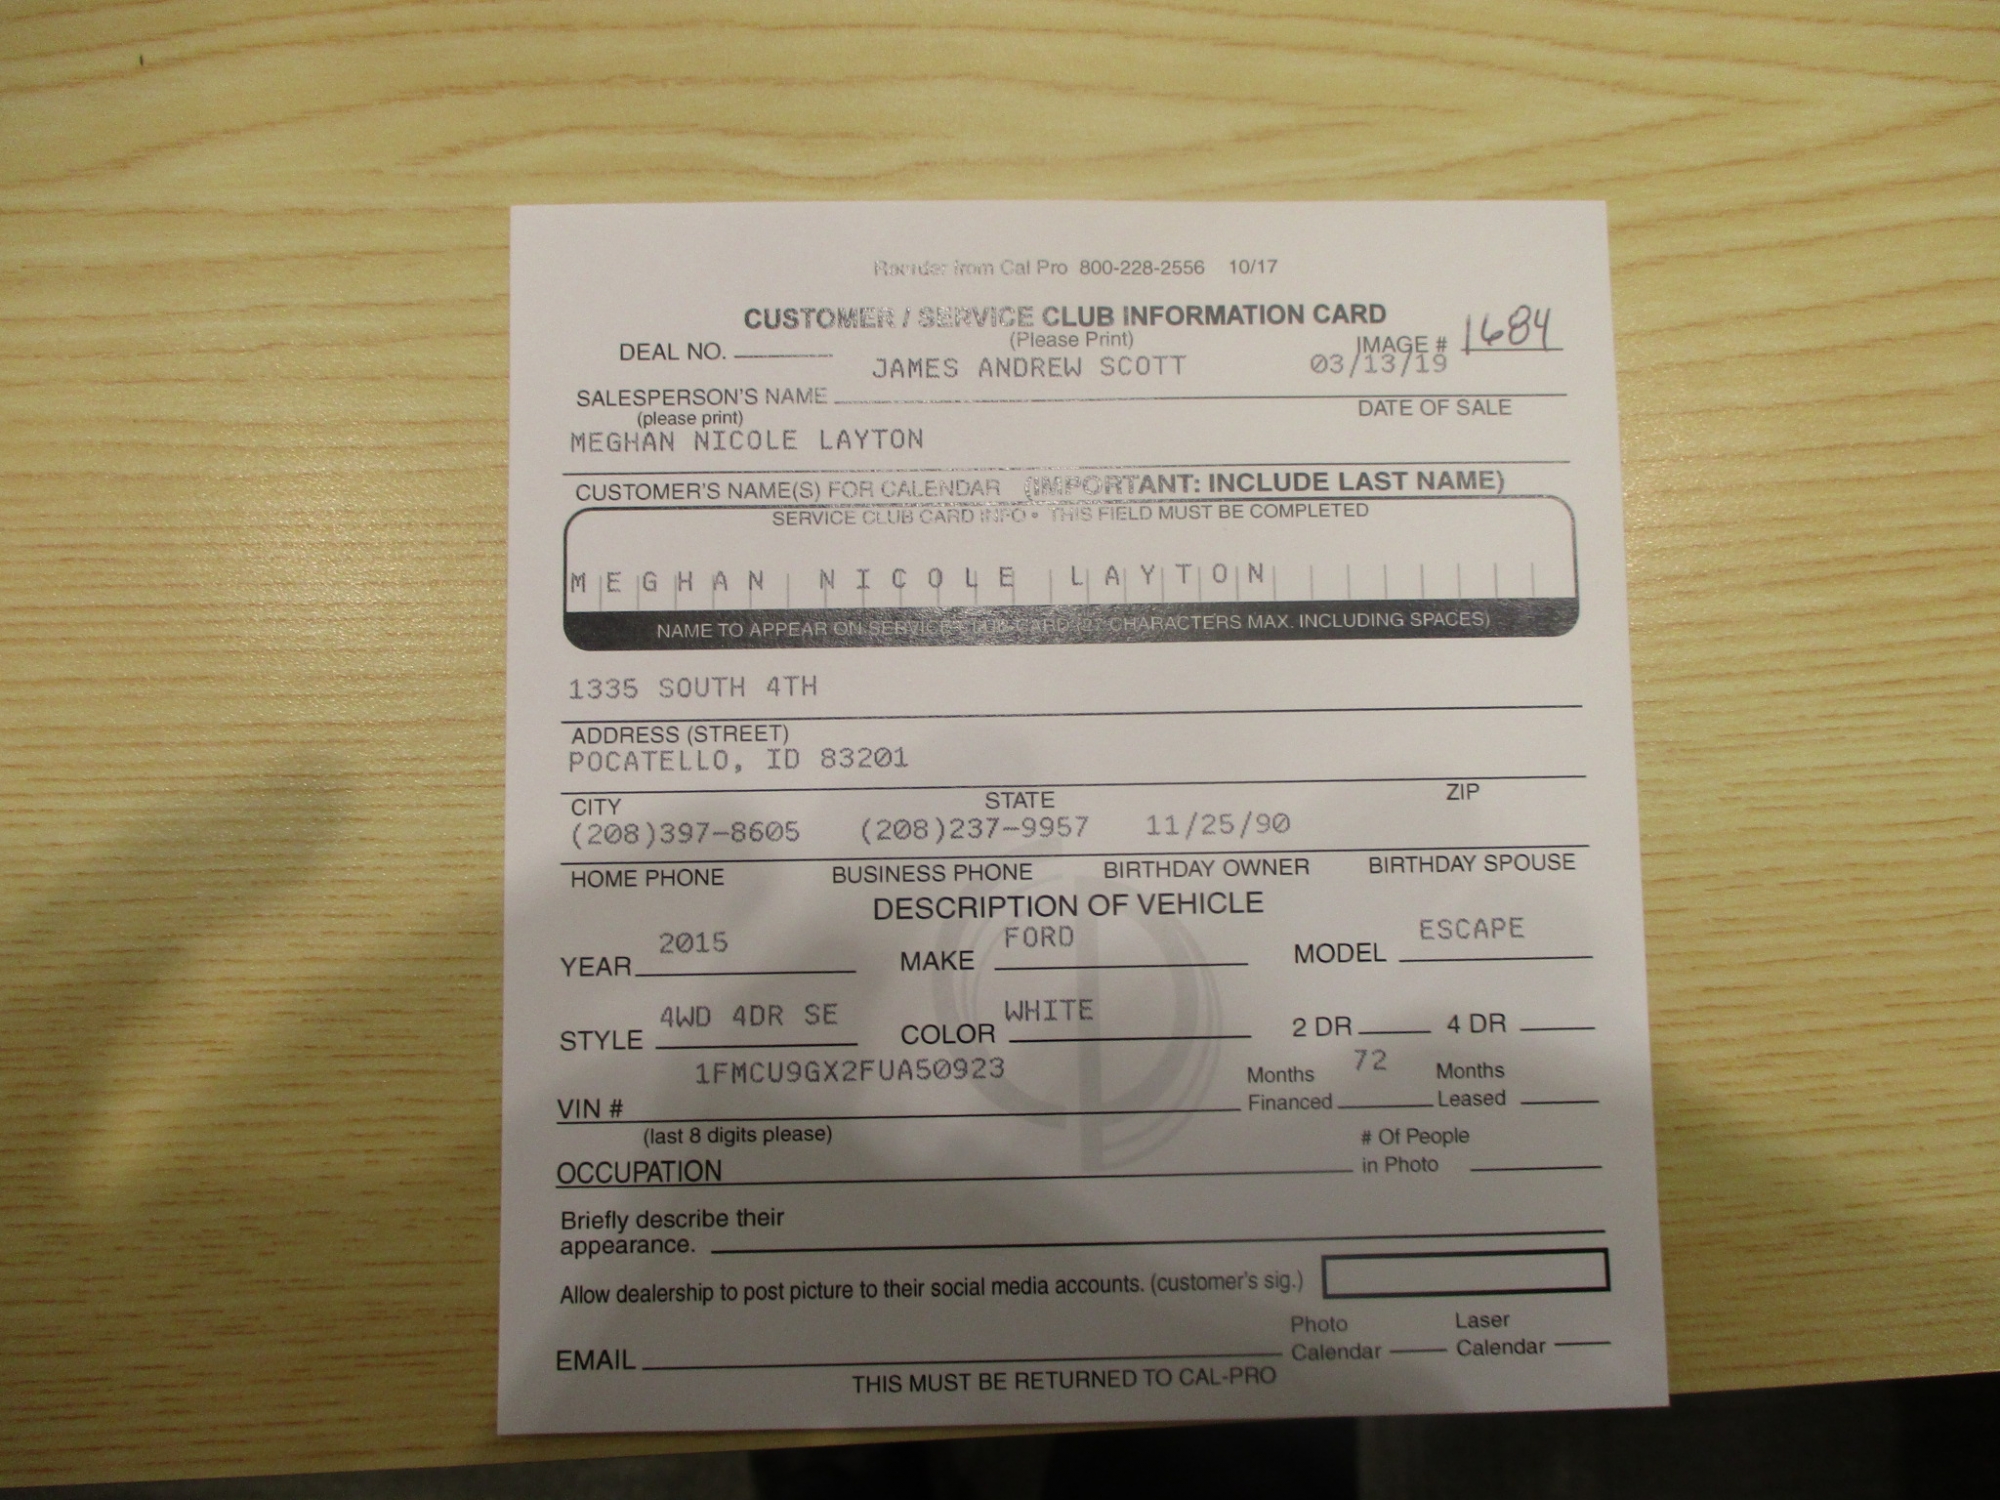 Reorder from Cal Pro 800-228-2556 10/17
CUSTOMER / SERVICE CLUB INFORMATION CARD
(Please Print)
DEAL NO. IMAGE # 1684
JAMES ANDREW SCOTT 03/13/19
SALESPERSON'S NAME DATE OF SALE
(please print)
MEGHAN NICOLE LAYTON
CUSTOMER'S NAME(S) FOR CALENDAR (IMPORTANT: INCLUDE LAST NAME)
SERVICE CLUB CARD INFO • THIS FIELD MUST BE COMPLETED
MEGHAN NICOLE LAYTON
NAME TO APPEAR ON SERVICE CLUB CARD (27 CHARACTERS MAX. INCLUDING SPACES)
1335 SOUTH 4TH
ADDRESS (STREET)
POCATELLO, ID 83201
CITY STATE ZIP
(208)397-8605 (208)237-9957 11/25/90
HOME PHONE BUSINESS PHONE BIRTHDAY OWNER BIRTHDAY SPOUSE
DESCRIPTION OF VEHICLE
2015 FORD ESCAPE
YEAR MAKE MODEL
4WD 4DR SE WHITE
STYLE COLOR 2 DR 4 DR
1FMCU9GX2FUA50923 Months 72 Months
VIN # Financed Leased
(last 8 digits please) # Of People
OCCUPATION in Photo
Briefly describe their
appearance.
Allow dealership to post picture to their social media accounts. (customer's sig.)
Photo Laser
EMAIL Calendar Calendar
THIS MUST BE RETURNED TO CAL-PRO